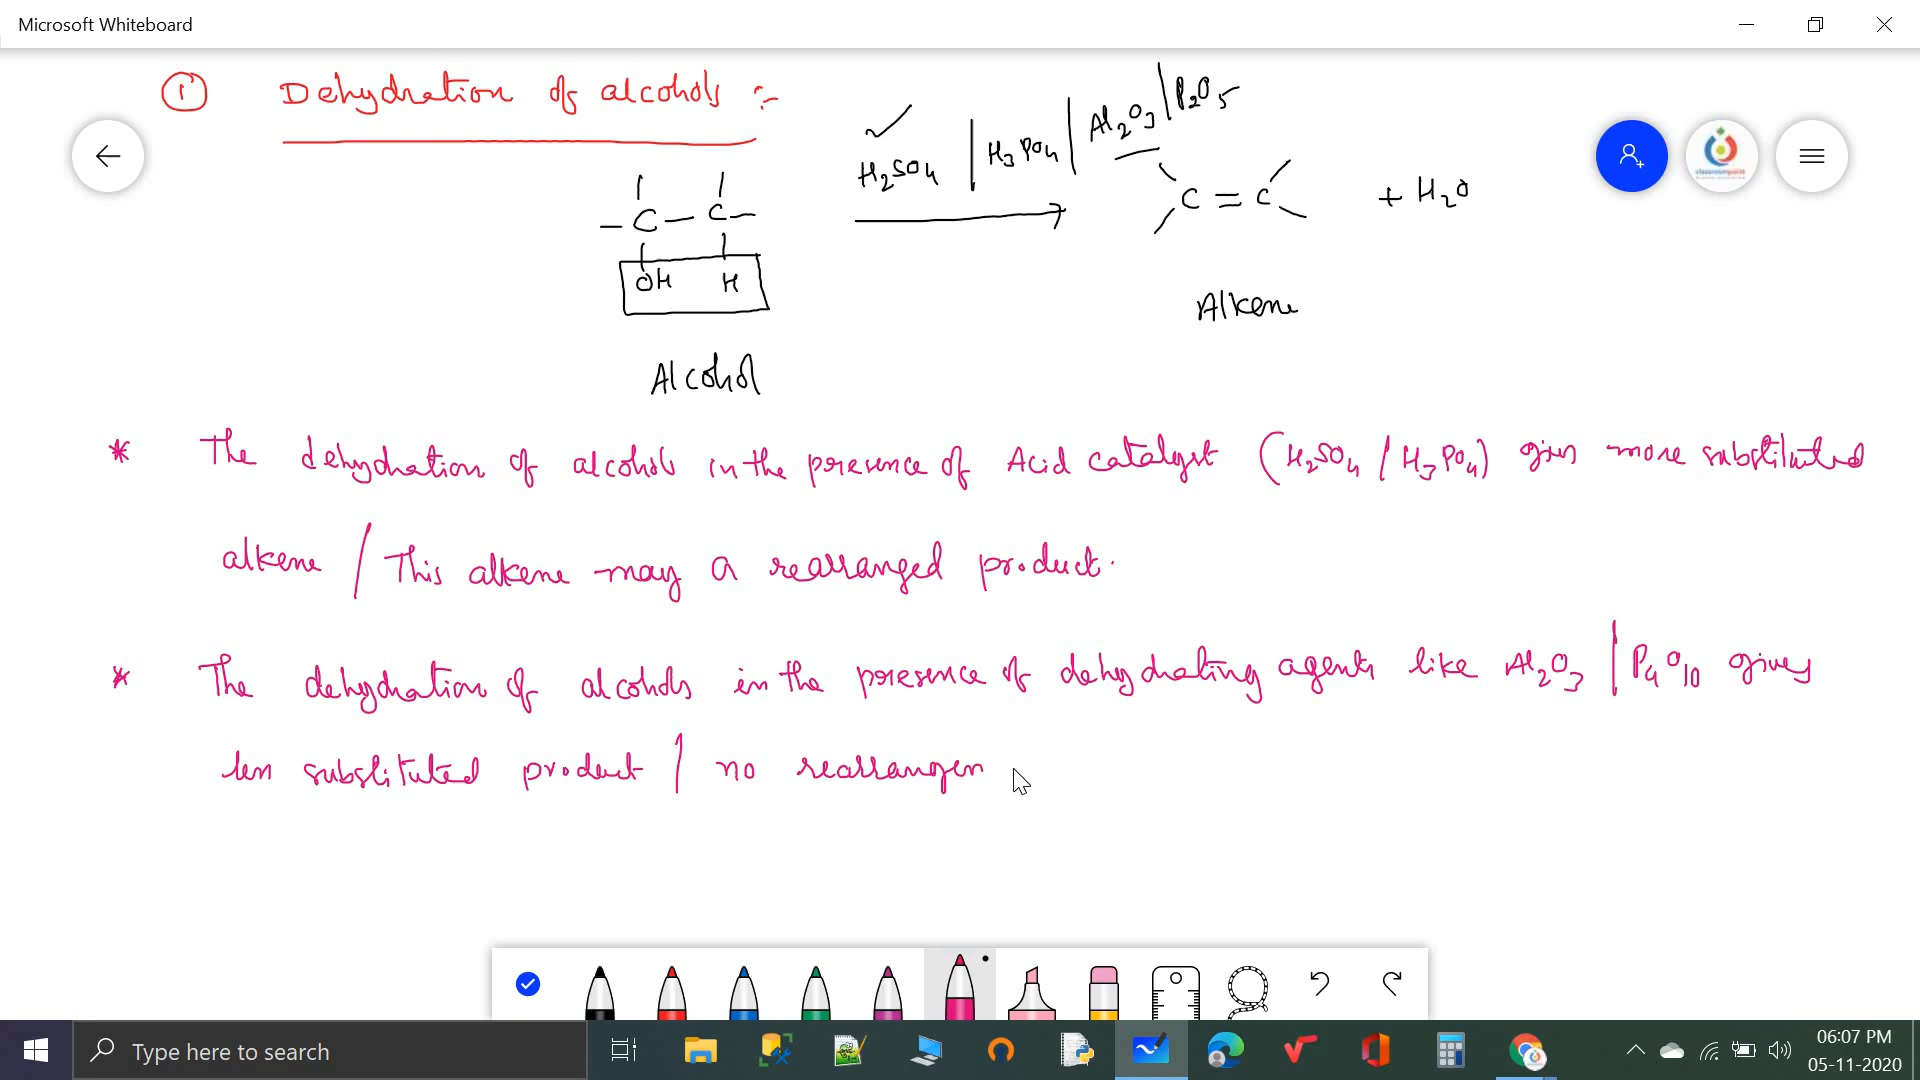 Microsoft Whiteboard
① Dehydration of alcohols :-
H₂SO₄ | H₃PO₄ | Al₂O₃ | P₂O₅
- C - C -
OH H
C = C + H₂O
Alkene
Alcohol
* The dehydration of alcohols in the presence of Acid catalyst (H₂SO₄ / H₃PO₄) gives more substituted
alkene / This alkene may a rearranged product.
* The dehydration of alcohols in the presence of dehydrating agents like Al₂O₃ | P₄O₁₀ gives
less substituted product | no rearrangem
Type here to search
06:07 PM
05-11-2020